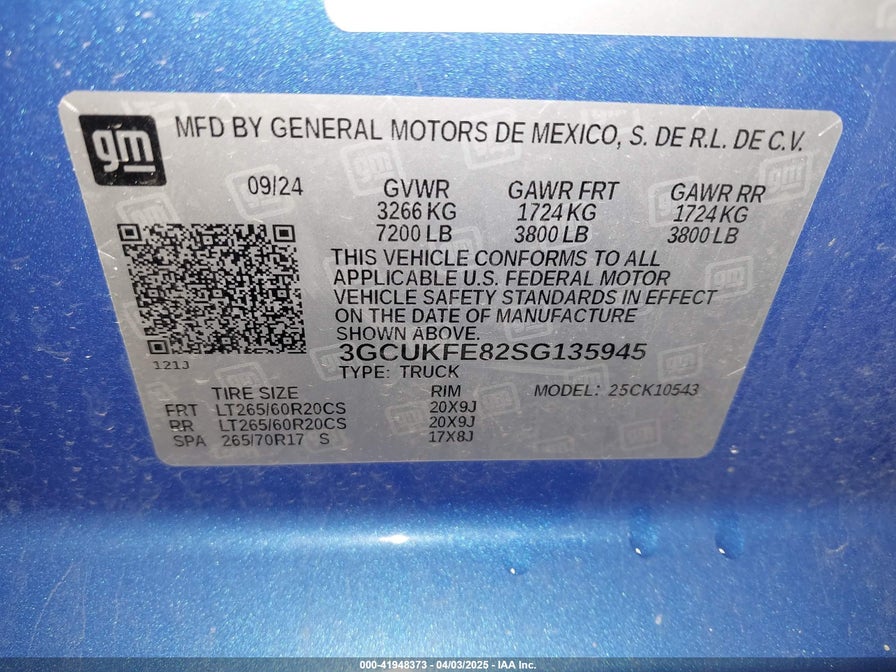 gm MFD BY GENERAL MOTORS DE MEXICO, S. DE R.L. DE C.V.
09/24 GVWR GAWR FRT GAWR RR
3266 KG 1724 KG 1724 KG
7200 LB 3800 LB 3800 LB
THIS VEHICLE CONFORMS TO ALL
APPLICABLE U.S. FEDERAL MOTOR
VEHICLE SAFETY STANDARDS IN EFFECT
ON THE DATE OF MANUFACTURE
SHOWN ABOVE.
3GCUKFE82SG135945
121J TYPE: TRUCK
TIRE SIZE RIM MODEL: 25CK10543
FRT LT265/60R20CS 20X9J
RR LT265/60R20CS 20X9J
SPA 265/70R17 S 17X8J
000-41948373 - 04/03/2025 - IAA Inc.